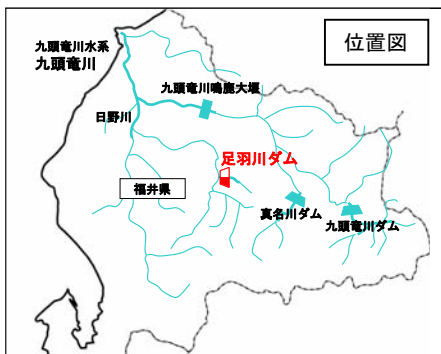 位置図
九頭竜川水系
九頭竜川
九頭竜川鳴鹿大堰
日野川
足羽川ダム
福井県
真名川ダム
九頭竜川ダム